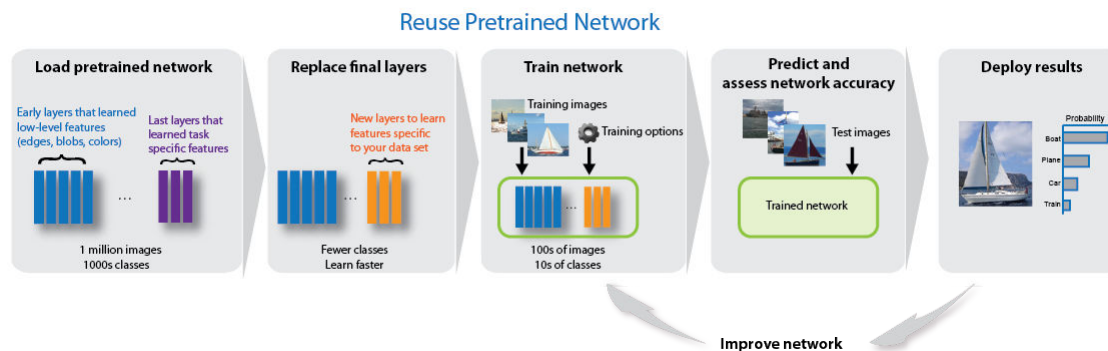 Reuse Pretrained Network
Load pretrained network
Early layers that learned
low-level features
(edges, blobs, colors)
Last layers that
learned task
specific features
...
1 million images
1000s classes
Replace final layers
New layers to learn
features specific
to your data set
...
Fewer classes
Learn faster
Train network
Training images
Training options
...
100s of images
10s of classes
Predict and
assess network accuracy
Test images
Trained network
Deploy results
Probability
Boat
Plane
Car
Train
Improve network